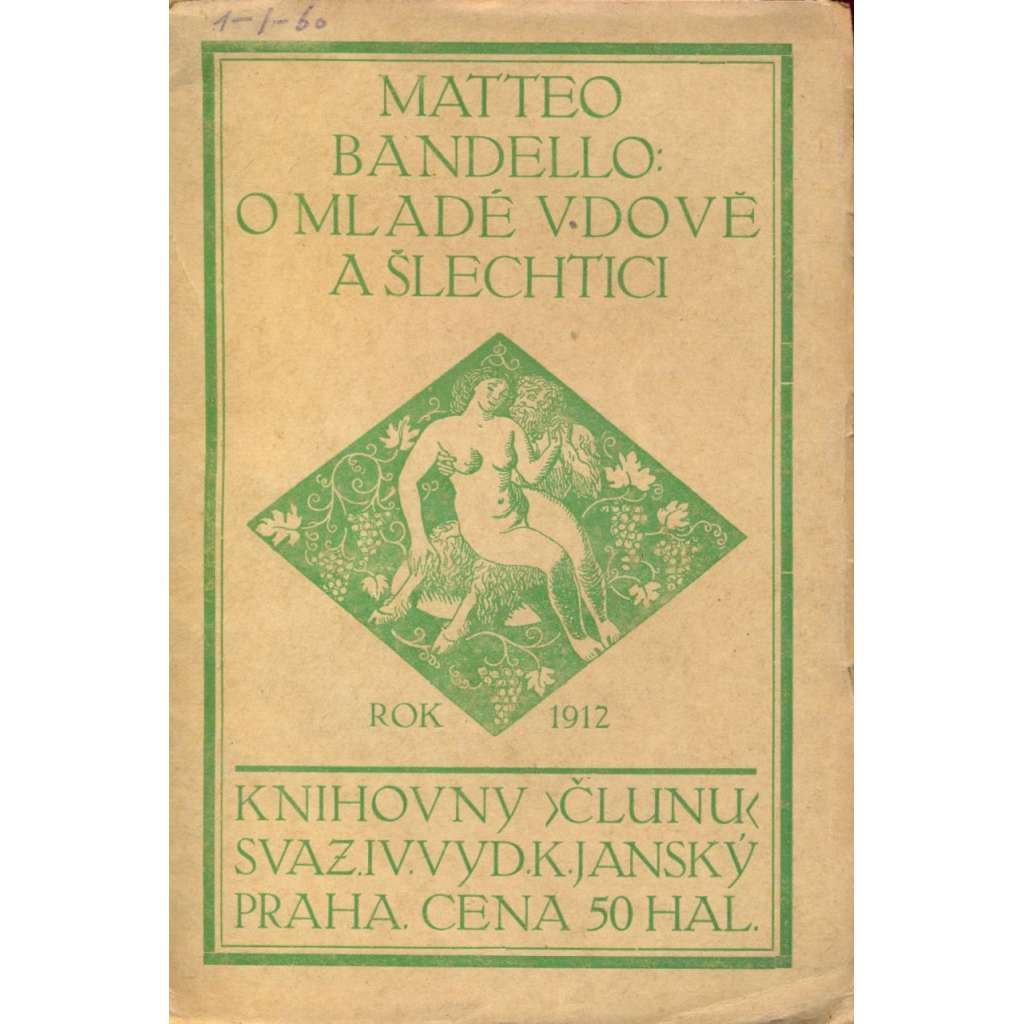 1-/-60
MATTEO
BANDELLO:
O MLADÉ VDOVĚ
A ŠLECHTICI
ROK 1912
KNIHOVNY ›ČLUNU‹
SVAZ.IV.VYD.K.JANSKÝ
PRAHA. CENA 50 HAL.